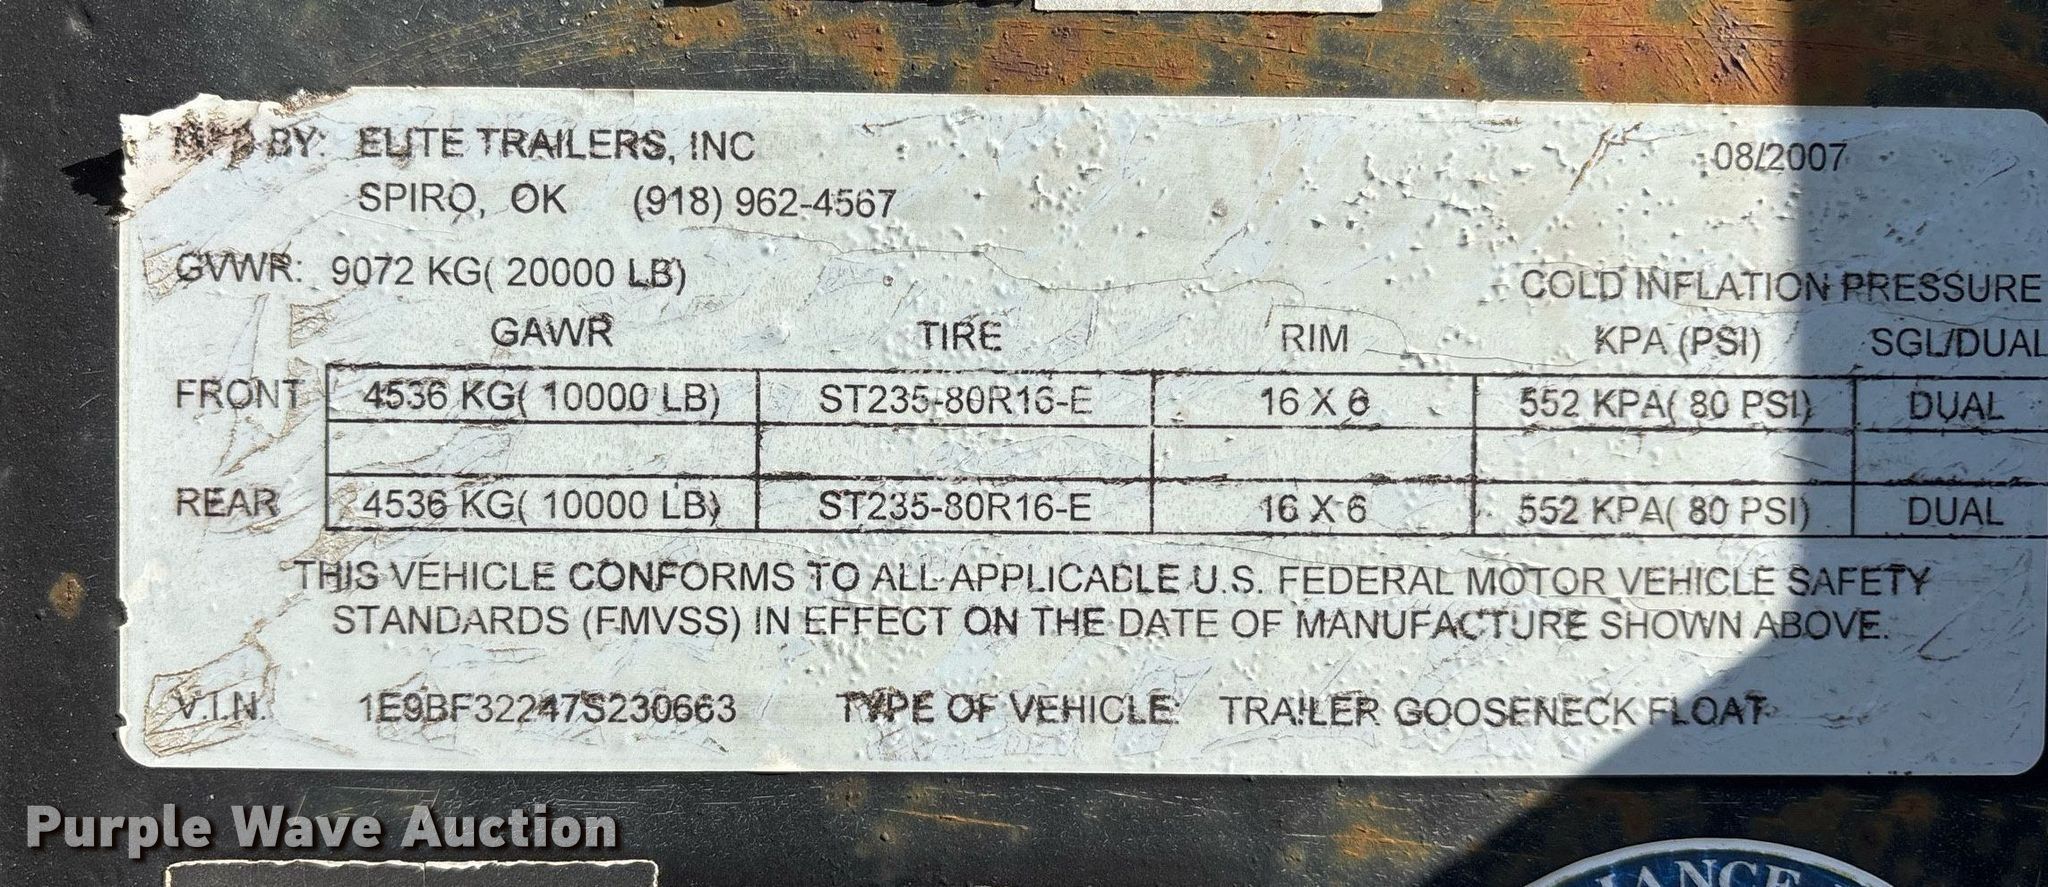 MFD BY: ELITE TRAILERS, INC 08/2007
SPIRO, OK (918) 962-4567
GVWR: 9072 KG( 20000 LB)
COLD INFLATION PRESSURE
GAWR TIRE RIM KPA (PSI) SGL/DUAL
FRONT 4536 KG( 10000 LB) ST235-80R16-E 16 X 6 552 KPA( 80 PSI) DUAL
REAR 4536 KG( 10000 LB) ST235-80R16-E 16 X 6 552 KPA( 80 PSI) DUAL
THIS VEHICLE CONFORMS TO ALL APPLICABLE U.S. FEDERAL MOTOR VEHICLE SAFETY
STANDARDS (FMVSS) IN EFFECT ON THE DATE OF MANUFACTURE SHOWN ABOVE.
V.I.N. 1E9BF32247S230663 TYPE OF VEHICLE: TRAILER GOOSENECK FLOAT
Purple Wave Auction